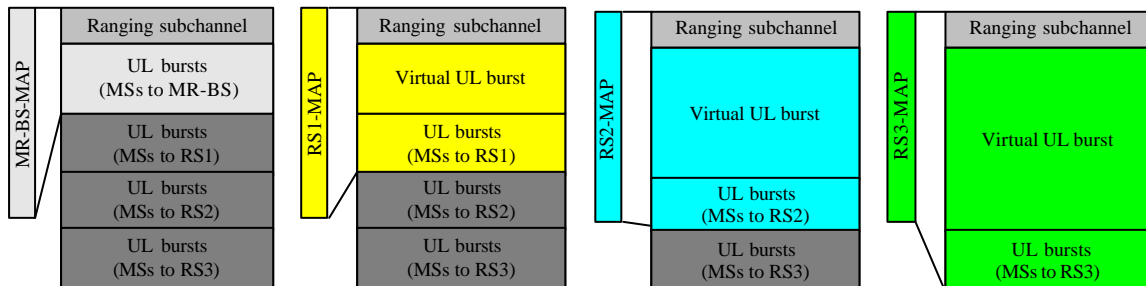 MR-BS-MAP
Ranging subchannel
UL bursts
(MSs to MR-BS)
UL bursts
(MSs to RS1)
UL bursts
(MSs to RS2)
UL bursts
(MSs to RS3)
RS1-MAP
Ranging subchannel
Virtual UL burst
UL bursts
(MSs to RS1)
UL bursts
(MSs to RS2)
UL bursts
(MSs to RS3)
RS2-MAP
Ranging subchannel
Virtual UL burst
UL bursts
(MSs to RS2)
UL bursts
(MSs to RS3)
RS3-MAP
Ranging subchannel
Virtual UL burst
UL bursts
(MSs to RS3)